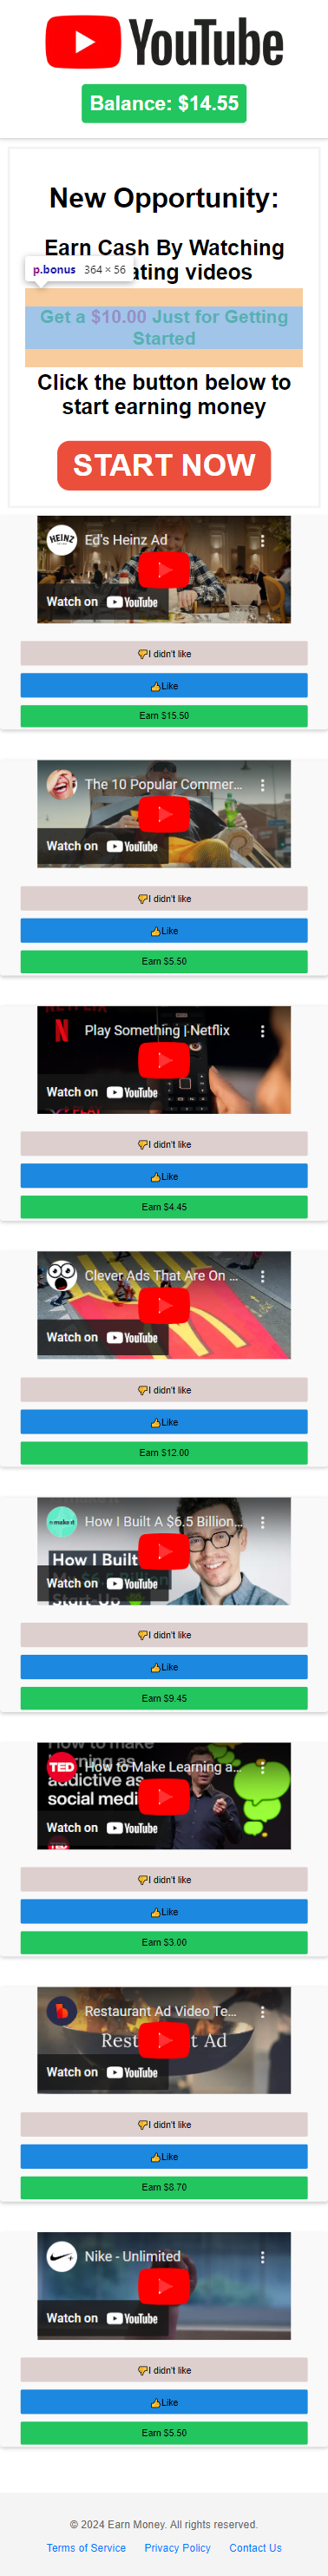 YouTube
Balance: $14.55
New Opportunity:
Earn Cash By Watching
ating videos
p.bonus 364 × 56
Get a $10.00 Just for Getting
Started
Click the button below to
start earning money
START NOW
HEINZ
Ed's Heinz Ad
Watch on YouTube
👎I didn't like
👍Like
Earn $15.50
The 10 Popular Commer...
Watch on YouTube
👎I didn't like
👍Like
Earn $5.50
Play Something | Netflix
Watch on YouTube
👎I didn't like
👍Like
Earn $4.45
Clever Ads That Are On ...
Watch on YouTube
👎I didn't like
👍Like
Earn $12.00
make it
How I Built A $6.5 Billion...
How I Built
Watch on YouTube
Start-Up
👎I didn't like
👍Like
Earn $9.45
TED
How to Make Learning a...
addictive as
social medi
Watch on YouTube
👎I didn't like
👍Like
Earn $3.00
Restaurant Ad Video Te...
Rest t Ad
Watch on YouTube
👎I didn't like
👍Like
Earn $8.70
Nike - Unlimited
Watch on YouTube
👎I didn't like
👍Like
Earn $5.50
© 2024 Earn Money. All rights reserved.
Terms of Service Privacy Policy Contact Us